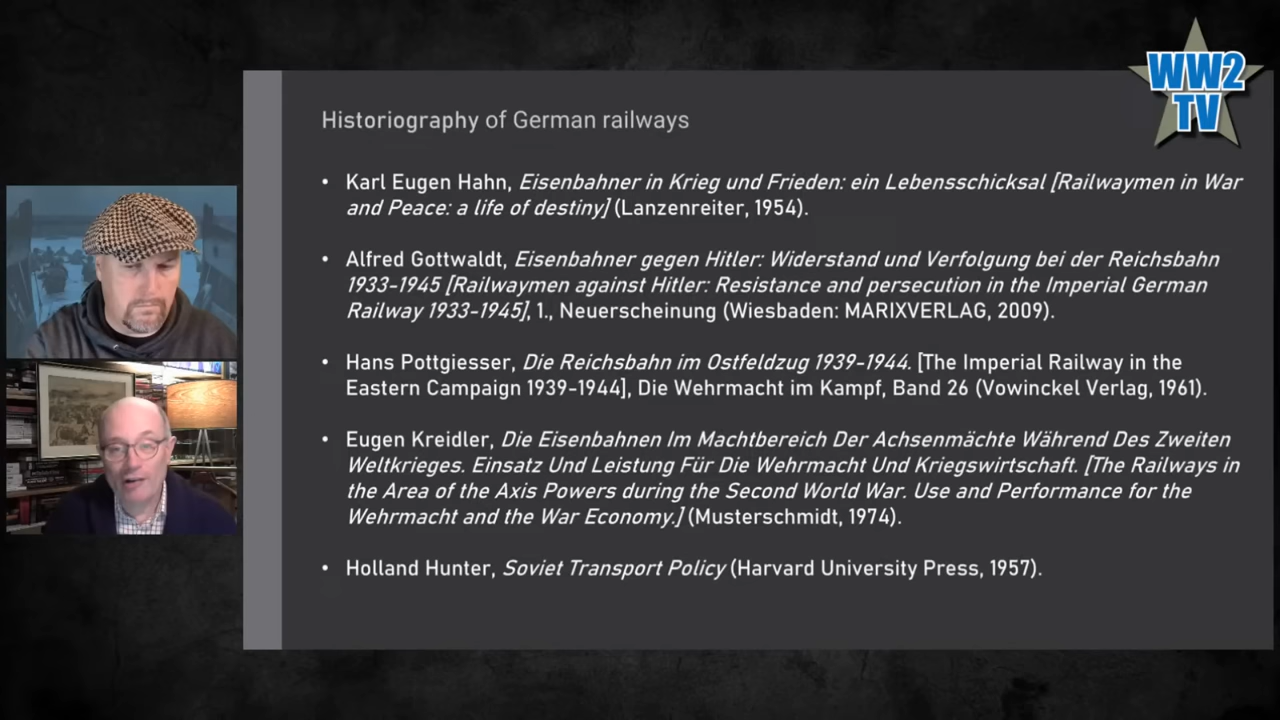 WW2
TV
Historiography of German railways
• Karl Eugen Hahn, Eisenbahner in Krieg und Frieden: ein Lebensschicksal [Railwaymen in War
and Peace: a life of destiny] (Lanzenreiter, 1954).
• Alfred Gottwaldt, Eisenbahner gegen Hitler: Widerstand und Verfolgung bei der Reichsbahn
1933-1945 [Railwaymen against Hitler: Resistance and persecution in the Imperial German
Railway 1933-1945], 1., Neuerscheinung (Wiesbaden: MARIXVERLAG, 2009).
• Hans Pottgiesser, Die Reichsbahn im Ostfeldzug 1939-1944. [The Imperial Railway in the
Eastern Campaign 1939-1944], Die Wehrmacht im Kampf, Band 26 (Vowinckel Verlag, 1961).
• Eugen Kreidler, Die Eisenbahnen Im Machtbereich Der Achsenmächte Während Des Zweiten
Weltkrieges. Einsatz Und Leistung Für Die Wehrmacht Und Kriegswirtschaft. [The Railways in
the Area of the Axis Powers during the Second World War. Use and Performance for the
Wehrmacht and the War Economy.] (Musterschmidt, 1974).
• Holland Hunter, Soviet Transport Policy (Harvard University Press, 1957).